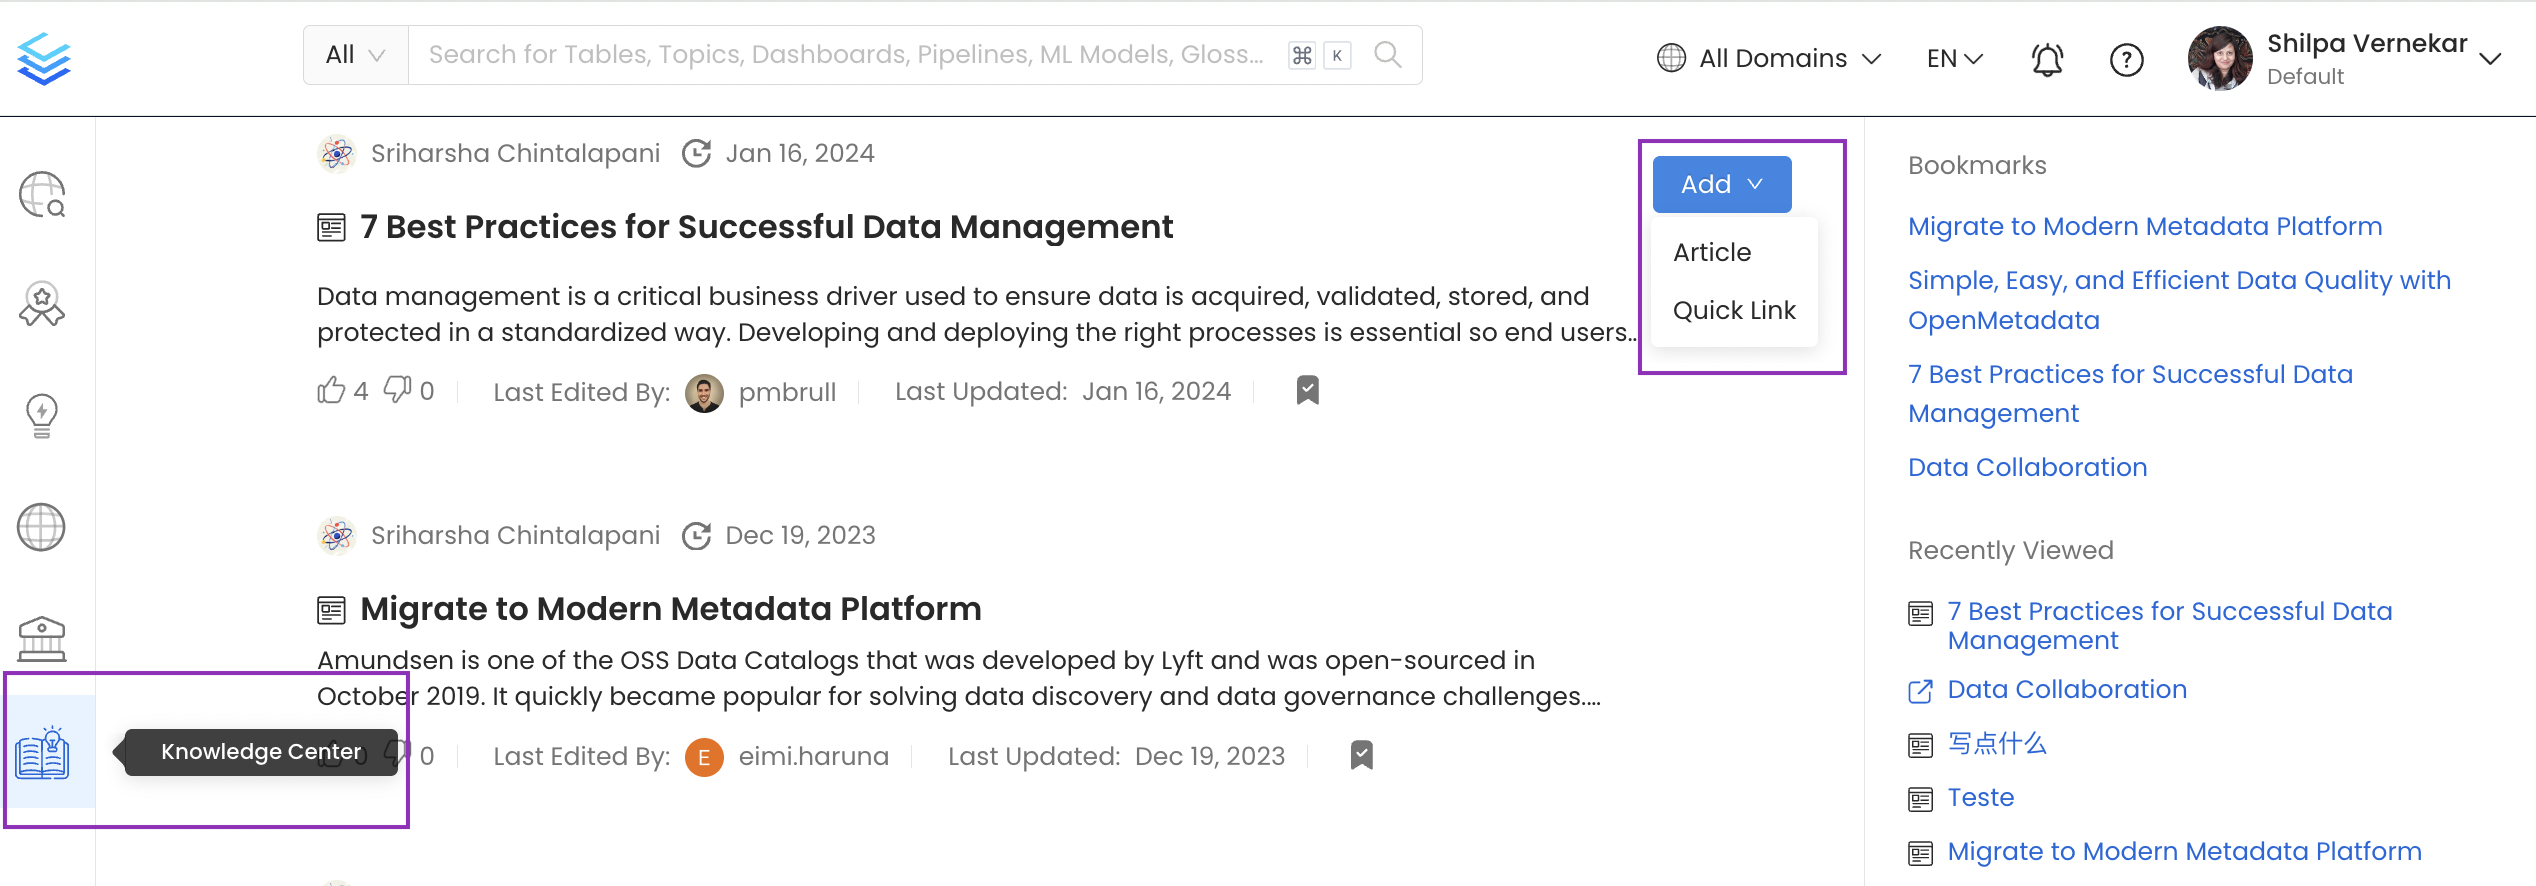 All
Search for Tables, Topics, Dashboards, Pipelines, ML Models, Gloss...
⌘ K
All Domains
EN
Shilpa Vernekar
Default
Sriharsha Chintalapani Jan 16, 2024
7 Best Practices for Successful Data Management
Data management is a critical business driver used to ensure data is acquired, validated, stored, and
protected in a standardized way. Developing and deploying the right processes is essential so end users..
4 0 Last Edited By: pmbrull Last Updated: Jan 16, 2024
Add
Article
Quick Link
Sriharsha Chintalapani Dec 19, 2023
Migrate to Modern Metadata Platform
Amundsen is one of the OSS Data Catalogs that was developed by Lyft and was open-sourced in
October 2019. It quickly became popular for solving data discovery and data governance challenges....
Knowledge Center
0 0 Last Edited By: E eimi.haruna Last Updated: Dec 19, 2023
Bookmarks
Migrate to Modern Metadata Platform
Simple, Easy, and Efficient Data Quality with
OpenMetadata
7 Best Practices for Successful Data
Management
Data Collaboration
Recently Viewed
7 Best Practices for Successful Data
Management
Data Collaboration
写点什么
Teste
Migrate to Modern Metadata Platform